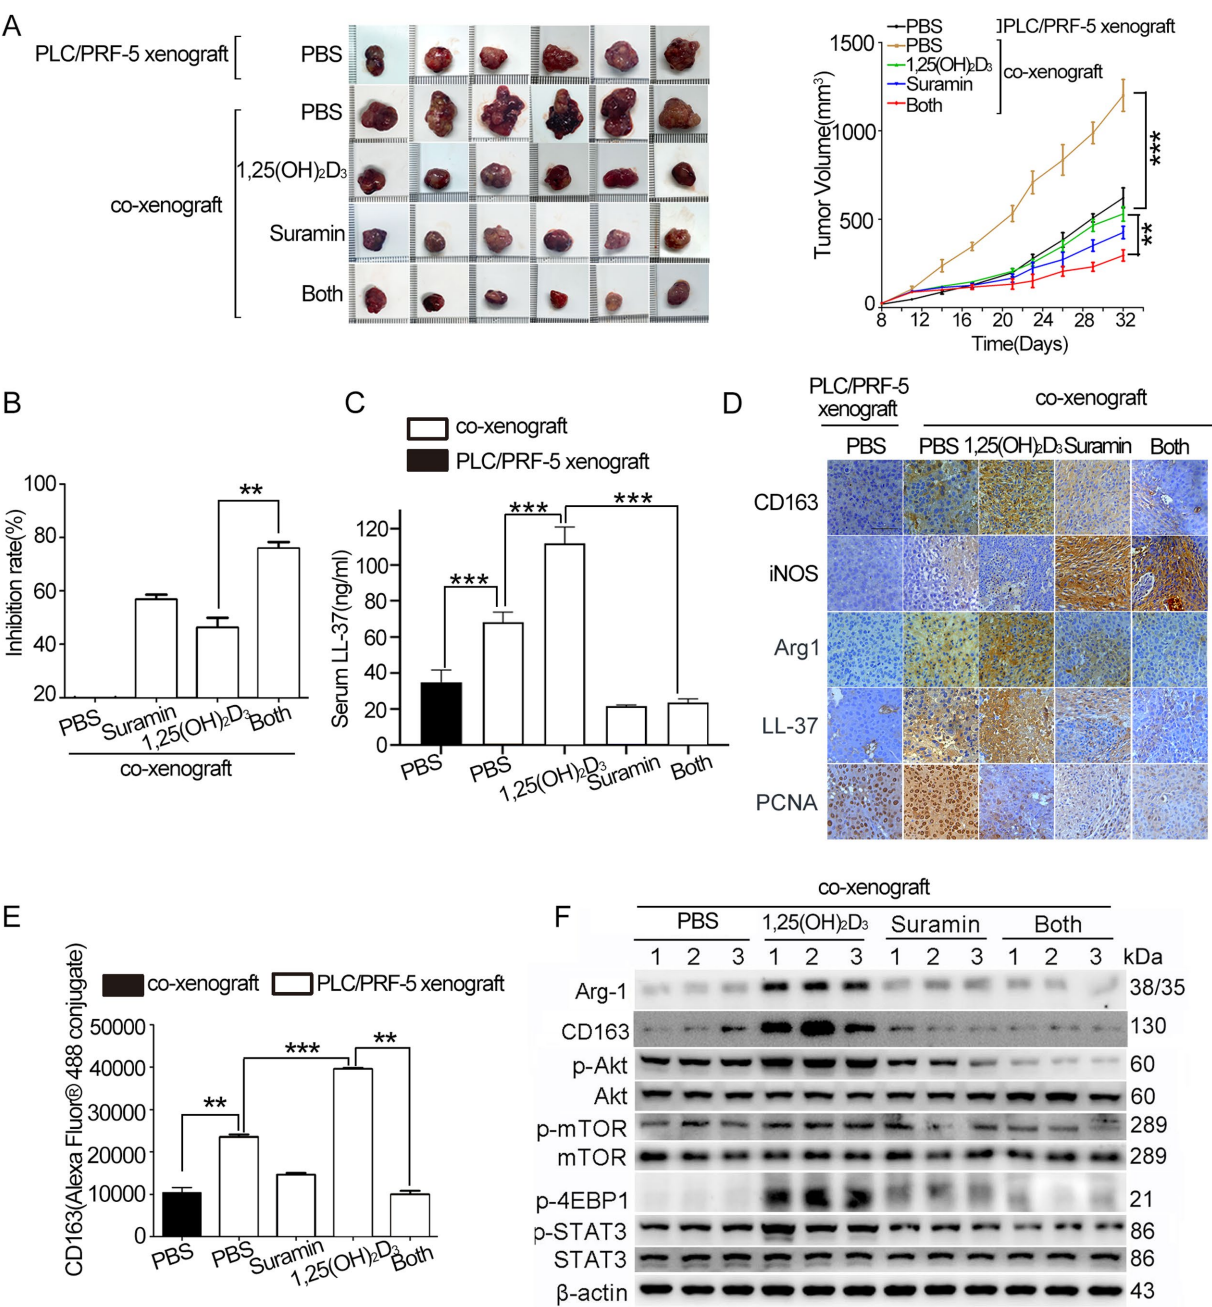 A
PLC/PRF-5 xenograft
PBS
co-xenograft
PBS
1,25(OH)₂D₃
Suramin
Both
PBS
PBS
1,25(OH)₂D₃
Suramin
Both
]PLC/PRF-5 xenograft
co-xenograft
Tumor Volume(mm³)
1500
1000
500
0
8 12 16 20 24 28 32
Time(Days)
***
**
B
Inhibition rate(%)
100
80
60
40
20
**
PBS Suramin 1,25(OH)₂D₃ Both
co-xenograft
C
co-xenograft
PLC/PRF-5 xenograft
Serum LL-37(ng/ml)
120
100
80
60
40
20
0
*** *** ***
PBS PBS 1,25(OH)₂D₃ Suramin Both
D
PLC/PRF-5
xenograft
co-xenograft
PBS PBS 1,25(OH)₂D₃ Suramin Both
CD163
iNOS
Arg1
LL-37
PCNA
E
co-xenograft PLC/PRF-5 xenograft
CD163(Alexa Fluor® 488 conjugate)
50000
40000
30000
20000
10000
0
** *** **
PBS PBS Suramin 1,25(OH)₂D₃ Both
F
co-xenograft
PBS 1,25(OH)₂D₃ Suramin Both
1 2 3 1 2 3 1 2 3 1 2 3 kDa
Arg-1 38/35
CD163 130
p-Akt 60
Akt 60
p-mTOR 289
mTOR 289
p-4EBP1 21
p-STAT3 86
STAT3 86
β-actin 43